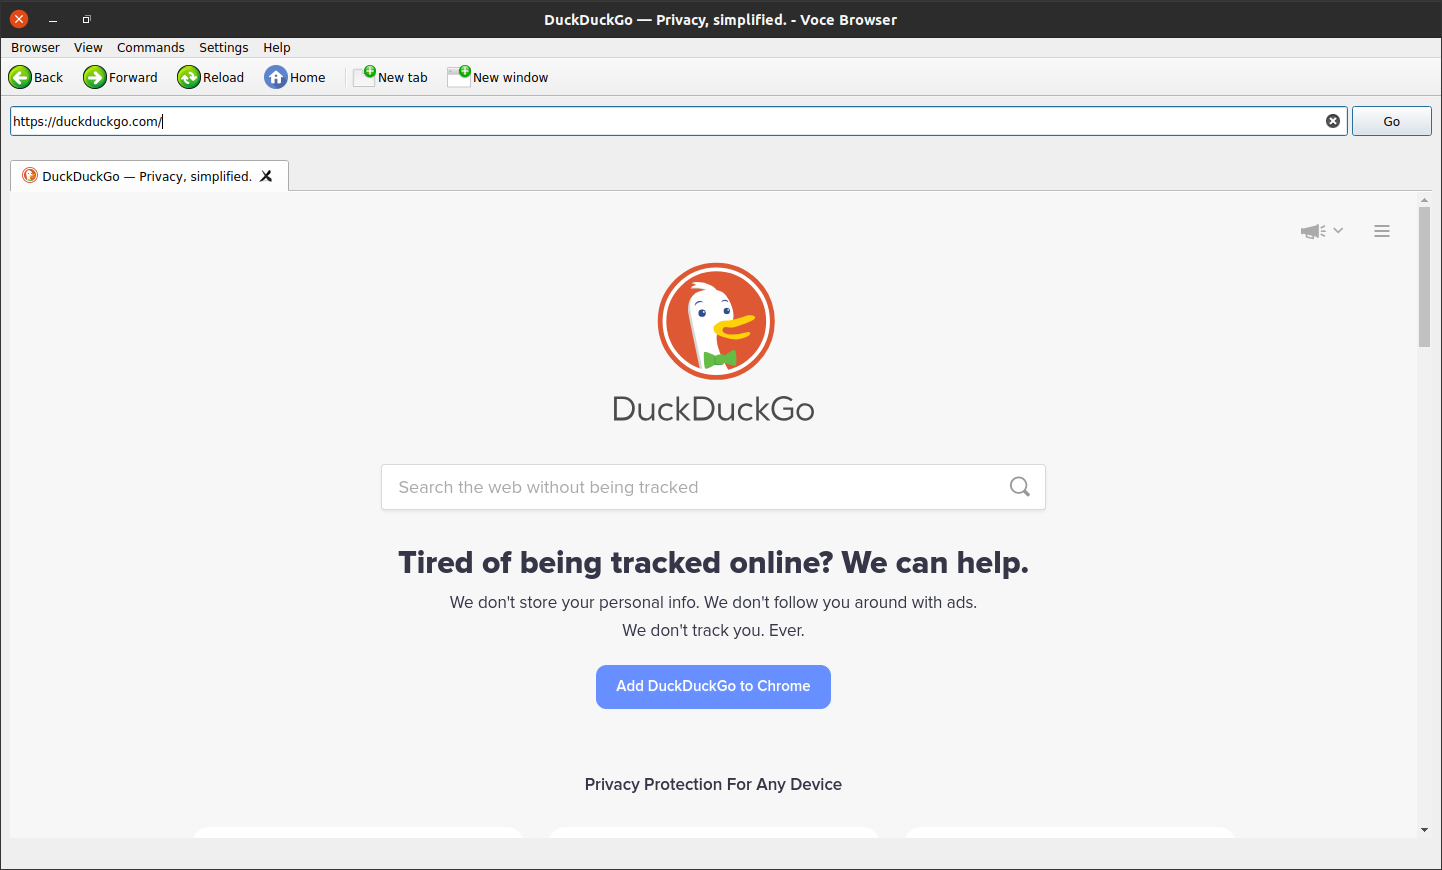 DuckDuckGo — Privacy, simplified. - Voce Browser
Browser View Commands Settings Help
Back Forward Reload Home New tab New window
https://duckduckgo.com/ Go
DuckDuckGo — Privacy, simplified.
DuckDuckGo
Search the web without being tracked
Tired of being tracked online? We can help.
We don't store your personal info. We don't follow you around with ads.
We don't track you. Ever.
Add DuckDuckGo to Chrome
Privacy Protection For Any Device